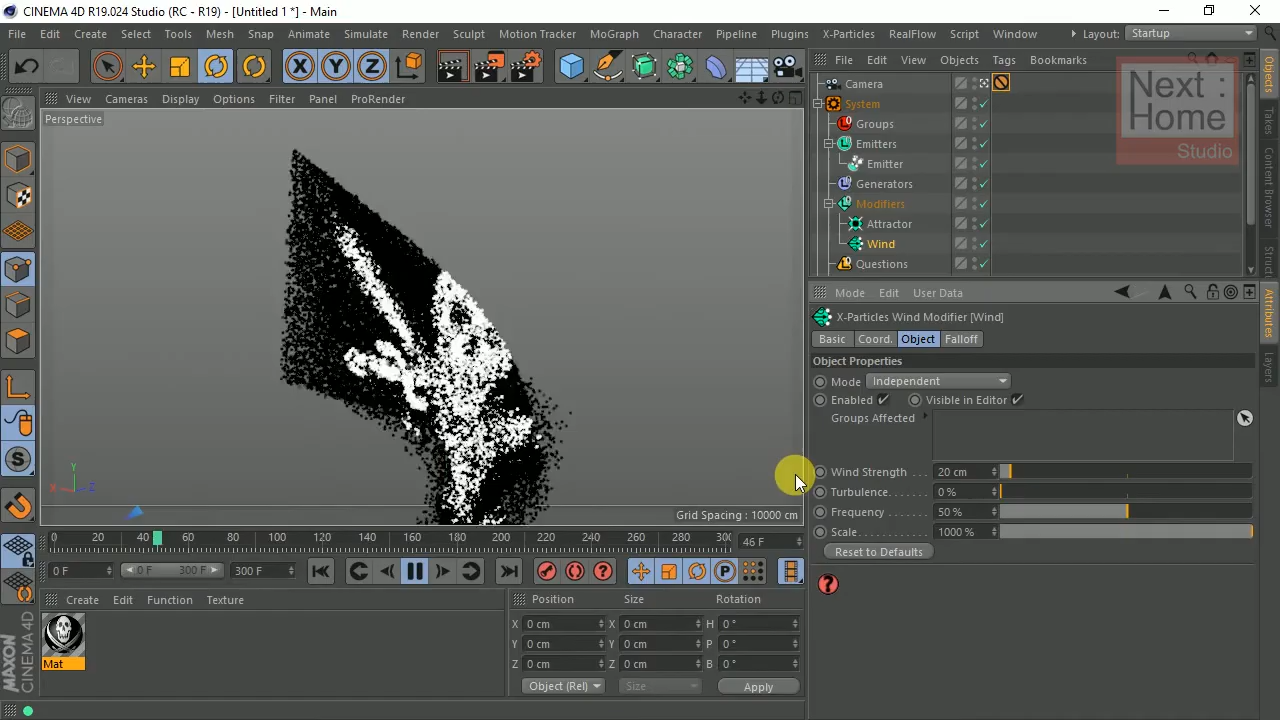 CINEMA 4D R19.024 Studio (RC - R19) - [Untitled 1 *] - Main
File Edit Create Select Tools Mesh Snap Animate Simulate Render Sculpt Motion Tracker MoGraph Character Pipeline Plugins X-Particles RealFlow Script Window Layout: Startup
View Cameras Display Options Filter Panel ProRender
File Edit View Objects Tags Bookmarks
Perspective
Camera
System
Groups
Emitters
Emitter
Generators
Modifiers
Attractor
Wind
Questions
Next :
Home
Studio
Objects
Takes
Content Browser
Attributes
Layers
Mode Edit User Data
X-Particles Wind Modifier [Wind]
Basic Coord. Object Falloff
Object Properties
Mode Independent
Enabled Visible in Editor
Groups Affected
Wind Strength . . . 20 cm
Turbulence. . . . . . . 0 %
Frequency . . . . . . . 50 %
Scale. . . . . . . . . . . . 1000 %
Reset to Defaults
Y
X Z
Grid Spacing : 10000 cm
0 20 40 60 80 100 120 140 160 180 200 220 240 260 280 46 F
0 F 0 F 300 F 300 F
Create Edit Function Texture
Mat
Position Size Rotation
X 0 cm X 0 cm H 0 °
Y 0 cm Y 0 cm P 0 °
Z 0 cm Z 0 cm B 0 °
Object (Rel) Size Apply
MAXON
CINEMA 4D